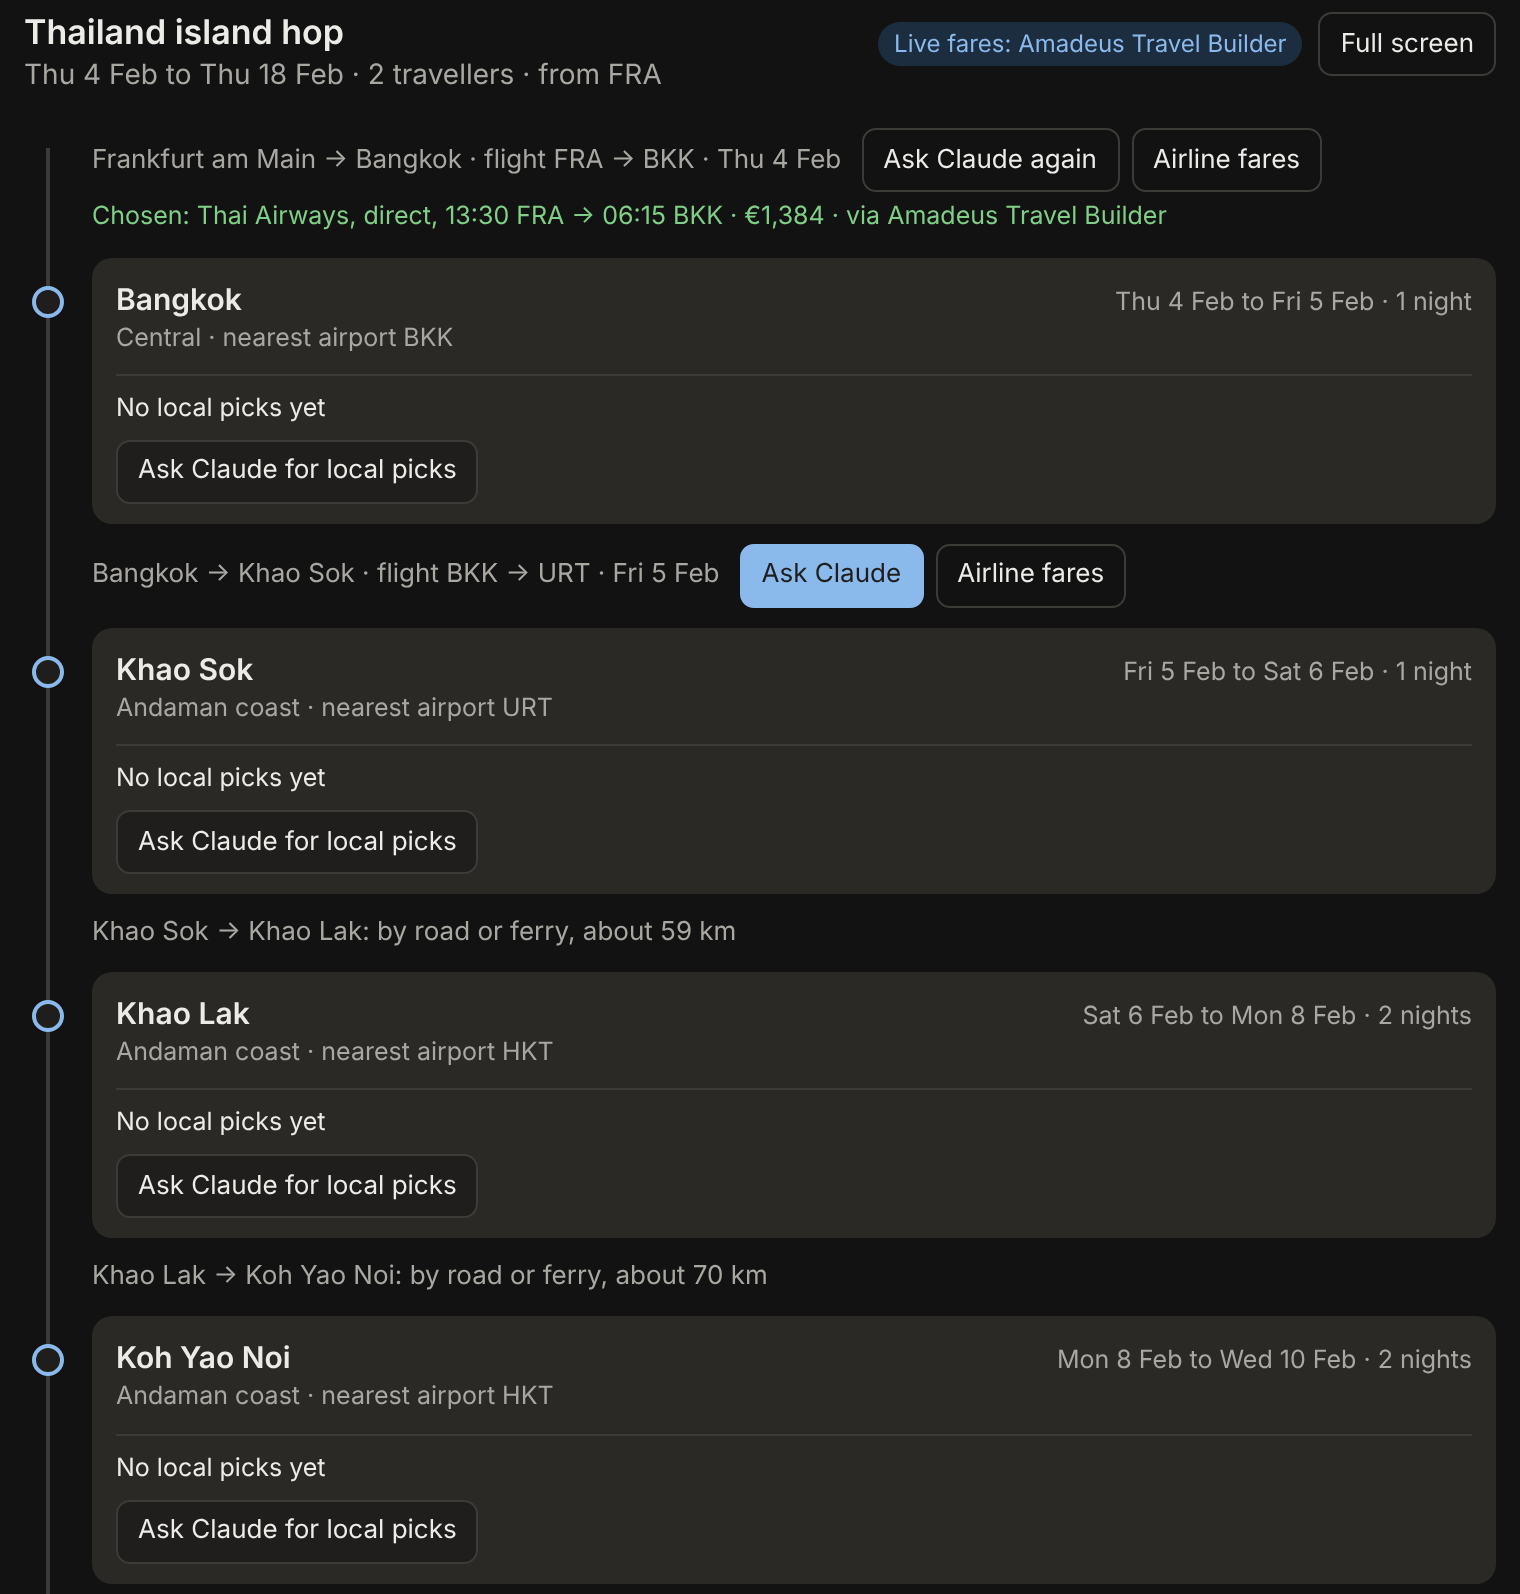 Thailand island hop
Thu 4 Feb to Thu 18 Feb · 2 travellers · from FRA
Live fares: Amadeus Travel Builder
Full screen
Frankfurt am Main → Bangkok · flight FRA → BKK · Thu 4 Feb
Ask Claude again
Airline fares
Chosen: Thai Airways, direct, 13:30 FRA → 06:15 BKK · €1,384 · via Amadeus Travel Builder
Bangkok
Thu 4 Feb to Fri 5 Feb · 1 night
Central · nearest airport BKK
No local picks yet
Ask Claude for local picks
Bangkok → Khao Sok · flight BKK → URT · Fri 5 Feb
Ask Claude
Airline fares
Khao Sok
Fri 5 Feb to Sat 6 Feb · 1 night
Andaman coast · nearest airport URT
No local picks yet
Ask Claude for local picks
Khao Sok → Khao Lak: by road or ferry, about 59 km
Khao Lak
Sat 6 Feb to Mon 8 Feb · 2 nights
Andaman coast · nearest airport HKT
No local picks yet
Ask Claude for local picks
Khao Lak → Koh Yao Noi: by road or ferry, about 70 km
Koh Yao Noi
Mon 8 Feb to Wed 10 Feb · 2 nights
Andaman coast · nearest airport HKT
No local picks yet
Ask Claude for local picks